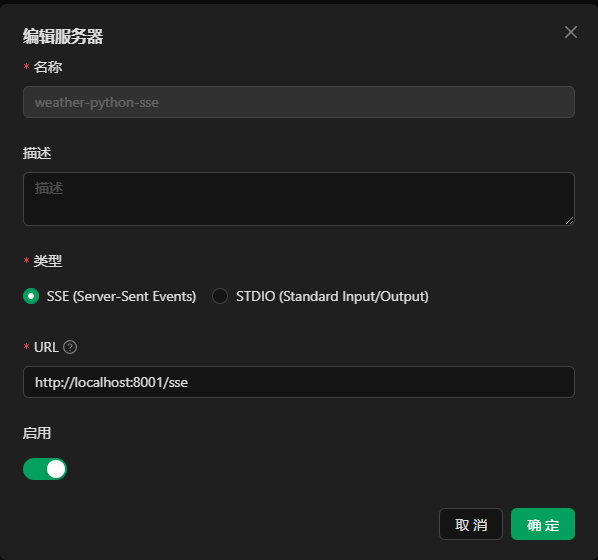 编辑服务器
* 名称
weather-python-sse
描述
描述
* 类型
SSE (Server-Sent Events) STDIO (Standard Input/Output)
* URL ?
http://localhost:8001/sse
启用
取消 确定